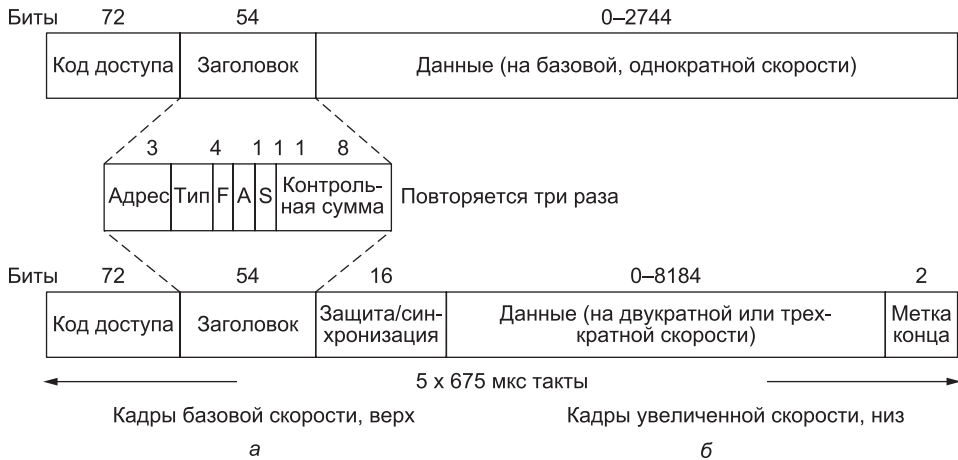 Биты 72 54 0–2744
Код доступа Заголовок Данные (на базовой, однократной скорости)
3 4 1 1 1 8
Адрес Тип F A S Контроль-
ная сумма
Повторяется три раза
Биты 72 54 16 0–8184 2
Код доступа Заголовок Защита/син-
хронизация
Данные (на двукратной или трех-
кратной скорости)
Метка
конца
5 x 675 мкс такты
Кадры базовой скорости, верх Кадры увеличенной скорости, низ
а б